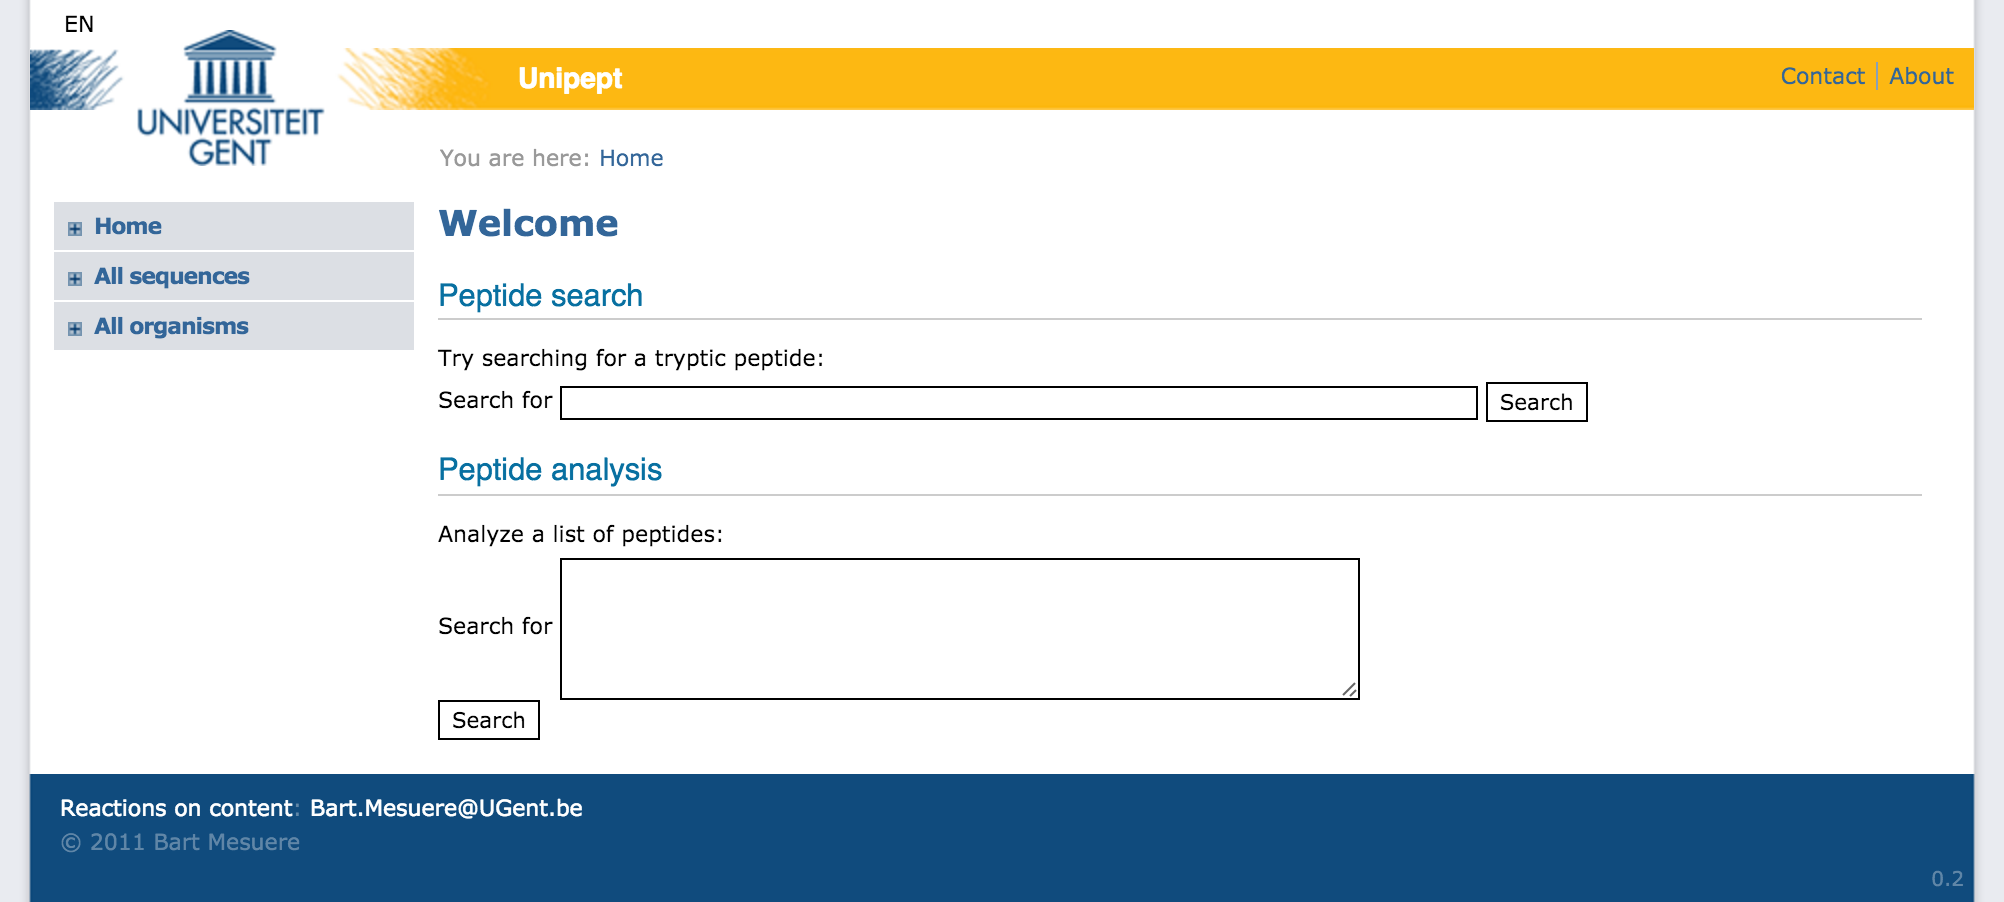 EN
UNIVERSITEIT
GENT
Unipept
Contact | About
You are here: Home
Home
All sequences
All organisms
Welcome
Peptide search
Try searching for a tryptic peptide:
Search for Search
Peptide analysis
Analyze a list of peptides:
Search for
Search
Reactions on content: Bart.Mesuere@UGent.be
© 2011 Bart Mesuere
0.2